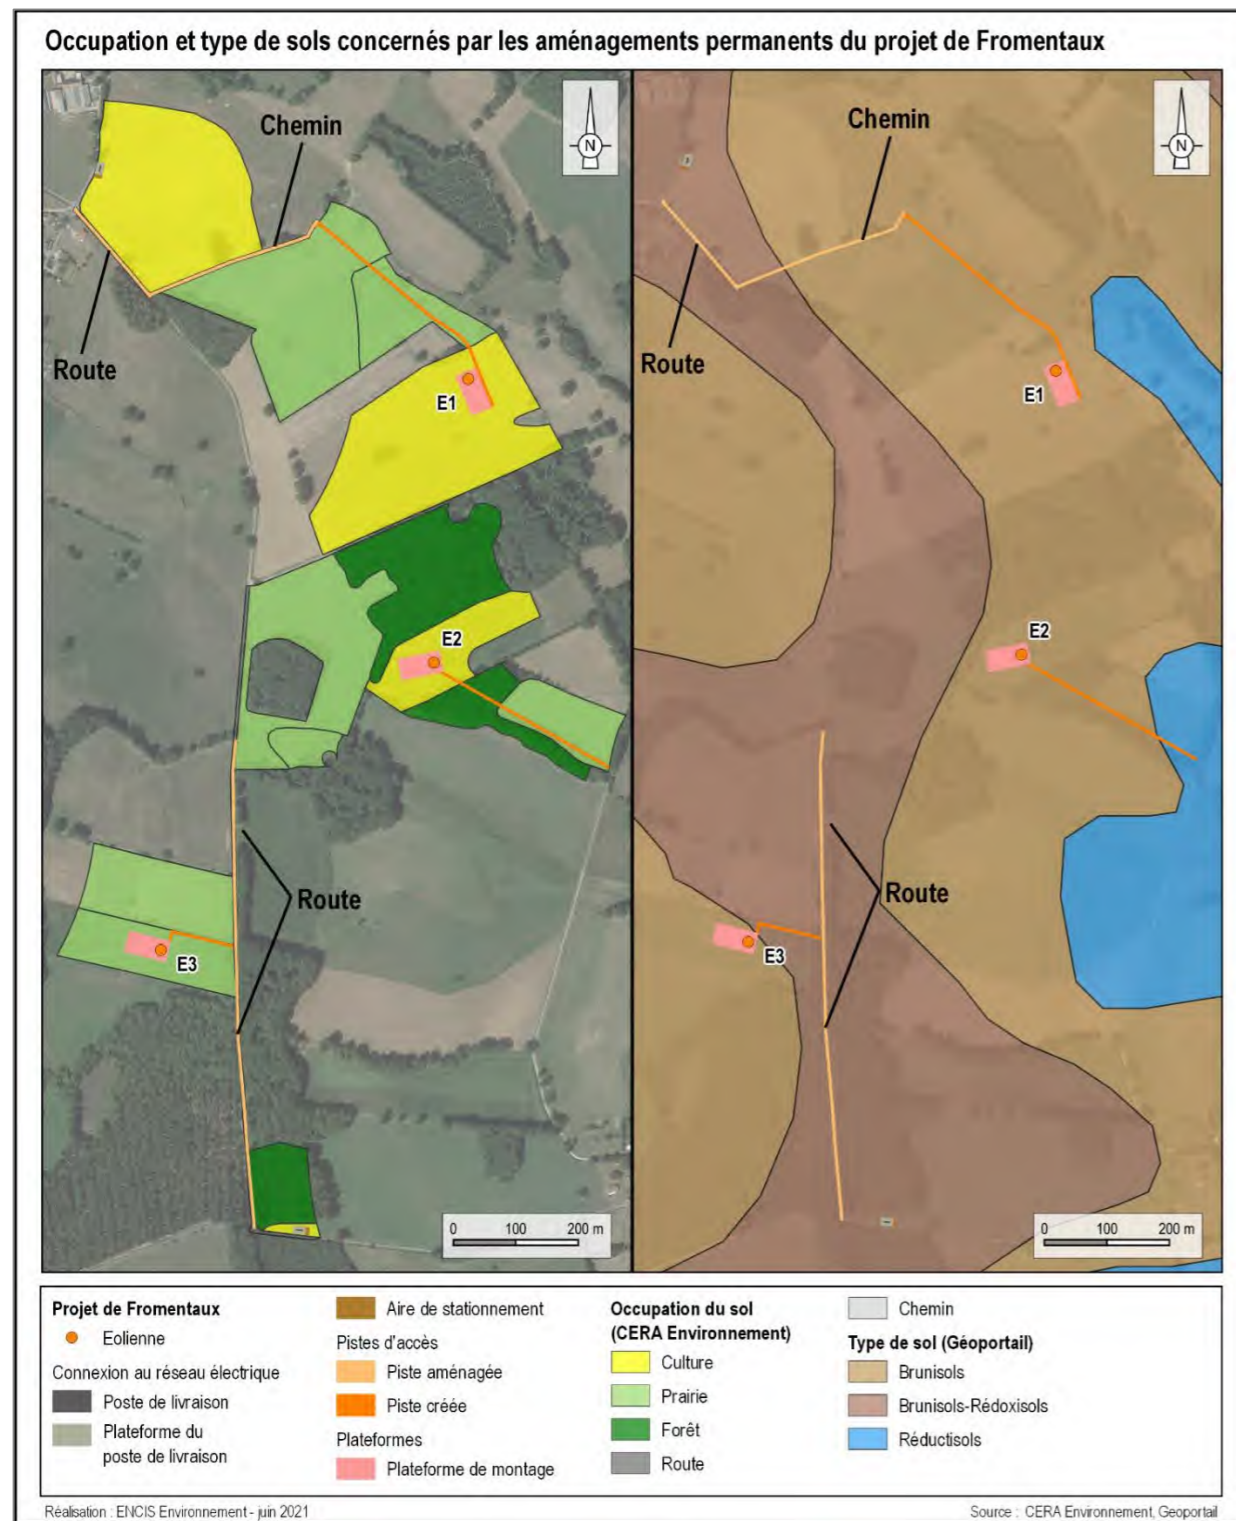 Occupation et type de sols concernés par les aménagements permanents du projet de Fromentaux
Chemin
N
Route
E1
E2
Route
E3
0 100 200 m
Chemin
N
Route
E1
E2
Route
E3
0 100 200 m
Projet de Fromentaux
Eolienne
Connexion au réseau électrique
Poste de livraison
Plateforme du
poste de livraison
Aire de stationnement
Pistes d'accès
Piste aménagée
Piste créée
Plateformes
Plateforme de montage
Occupation du sol
(CERA Environnement)
Culture
Prairie
Forêt
Route
Chemin
Type de sol (Géoportail)
Brunisols
Brunisols-Rédoxisols
Réductisols
Réalisation : ENCIS Environnement - juin 2021
Source : CERA Environnement, Geoportail